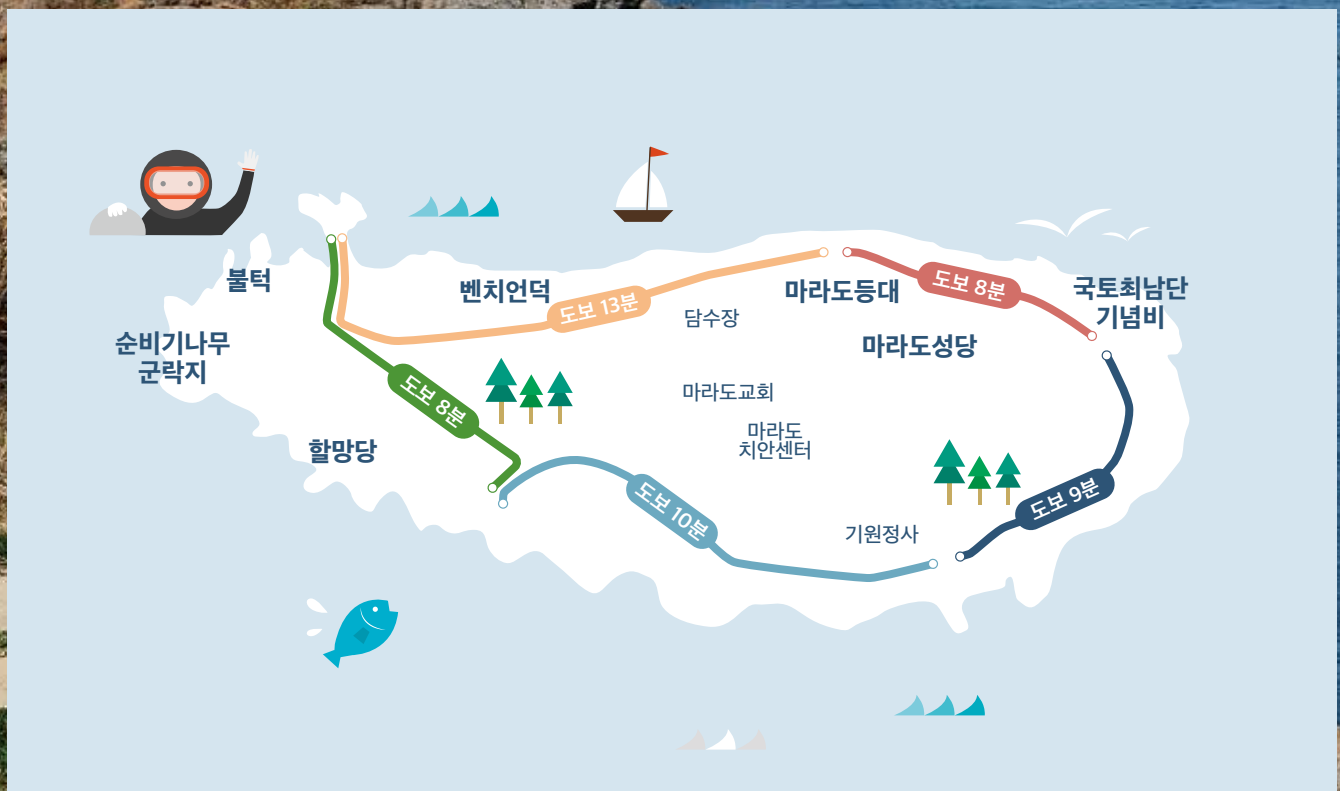 불턱
벤치언덕
도보 13분
마라도등대
도보 8분
국토최남단
기념비
담수장
순비기나무
군락지
마라도성당
도보 8분
마라도교회
마라도
치안센터
할망당
도보 10분
도보 9분
기원정사